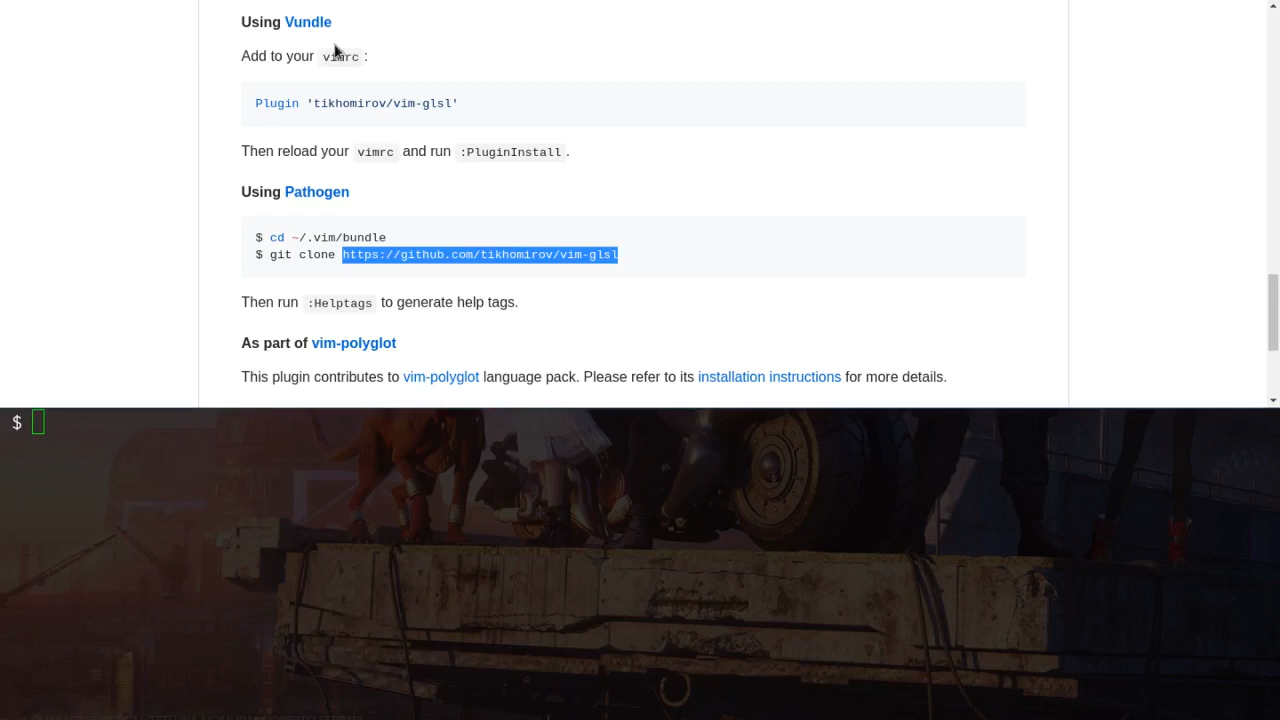 Using Vundle
Add to your vimrc :
Plugin 'tikhomirov/vim-glsl'
Then reload your vimrc and run :PluginInstall .
Using Pathogen
$ cd ~/.vim/bundle
$ git clone https://github.com/tikhomirov/vim-glsl
Then run :Helptags to generate help tags.
As part of vim-polyglot
This plugin contributes to vim-polyglot language pack. Please refer to its installation instructions for more details.
$